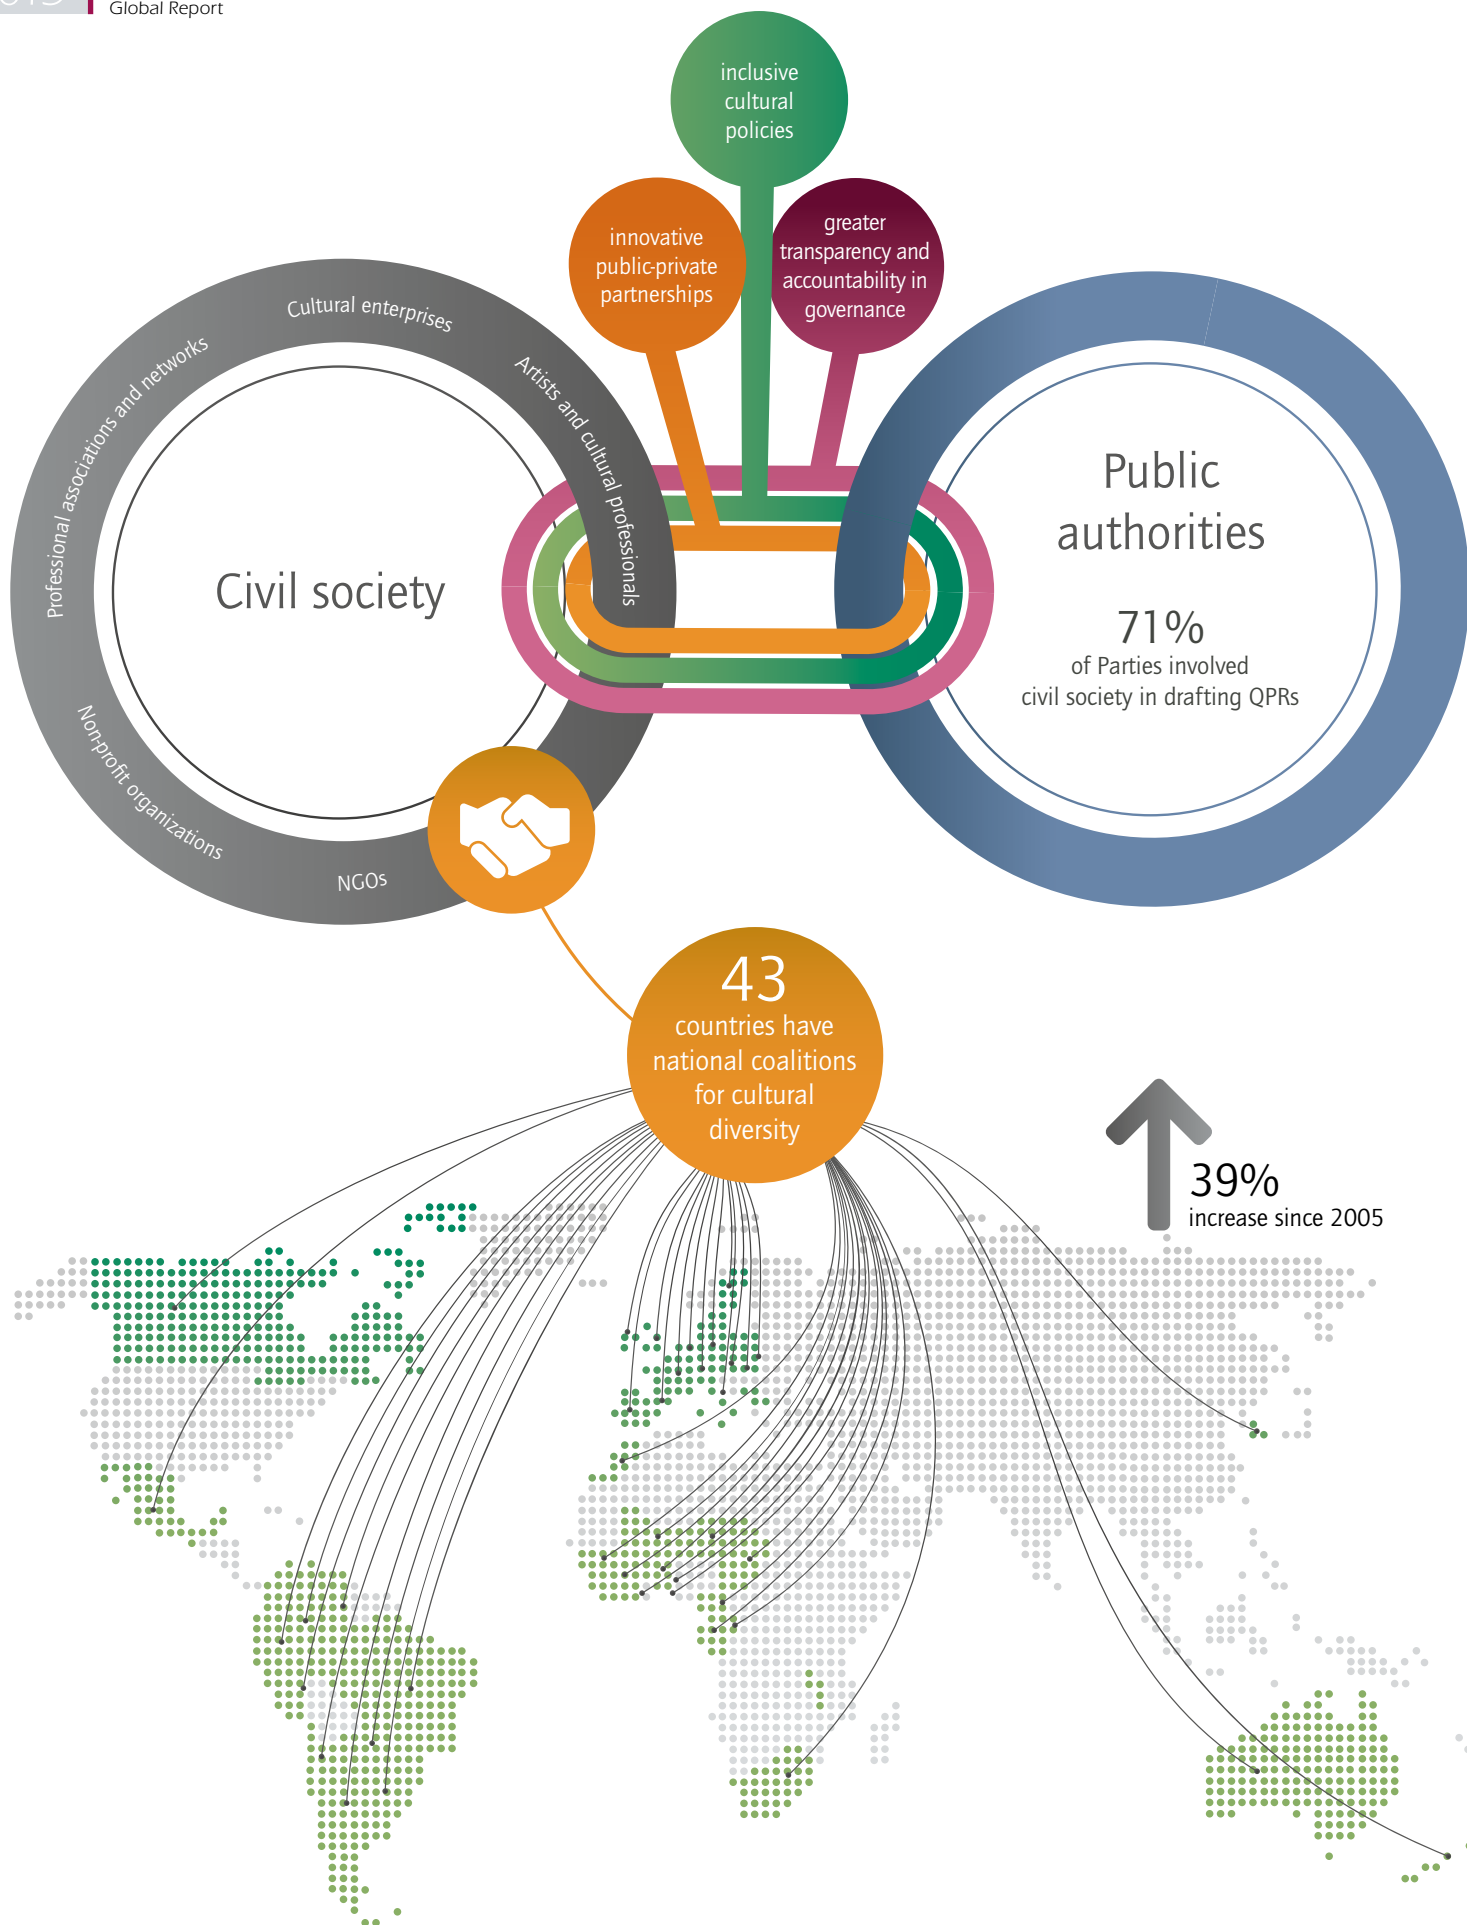 Global Report
inclusive
cultural
policies
innovative
public-private
partnerships
greater
transparency and
accountability in
governance
Cultural enterprises
Professional associations and networks
Artists and cultural professionals
Non-profit organizations
NGOs
Civil society
Public
authorities
71%
of Parties involved
civil society in drafting QPRs
43
countries have
national coalitions
for cultural
diversity
39%
increase since 2005